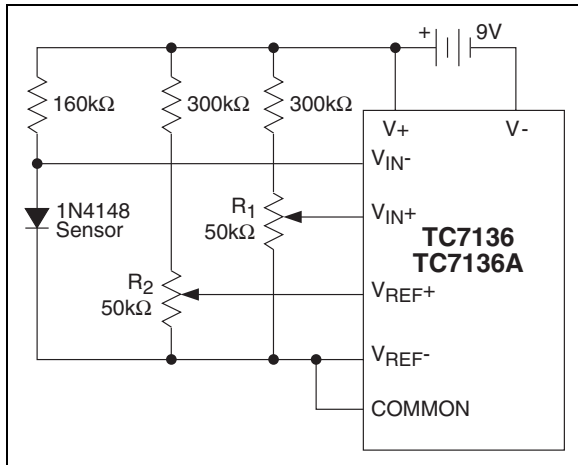 + 9V
160kΩ 300kΩ 300kΩ
V+ V-
VIN-
1N4148
Sensor
R1
50kΩ
VIN+
TC7136
TC7136A
R2
50kΩ
VREF+
VREF-
COMMON